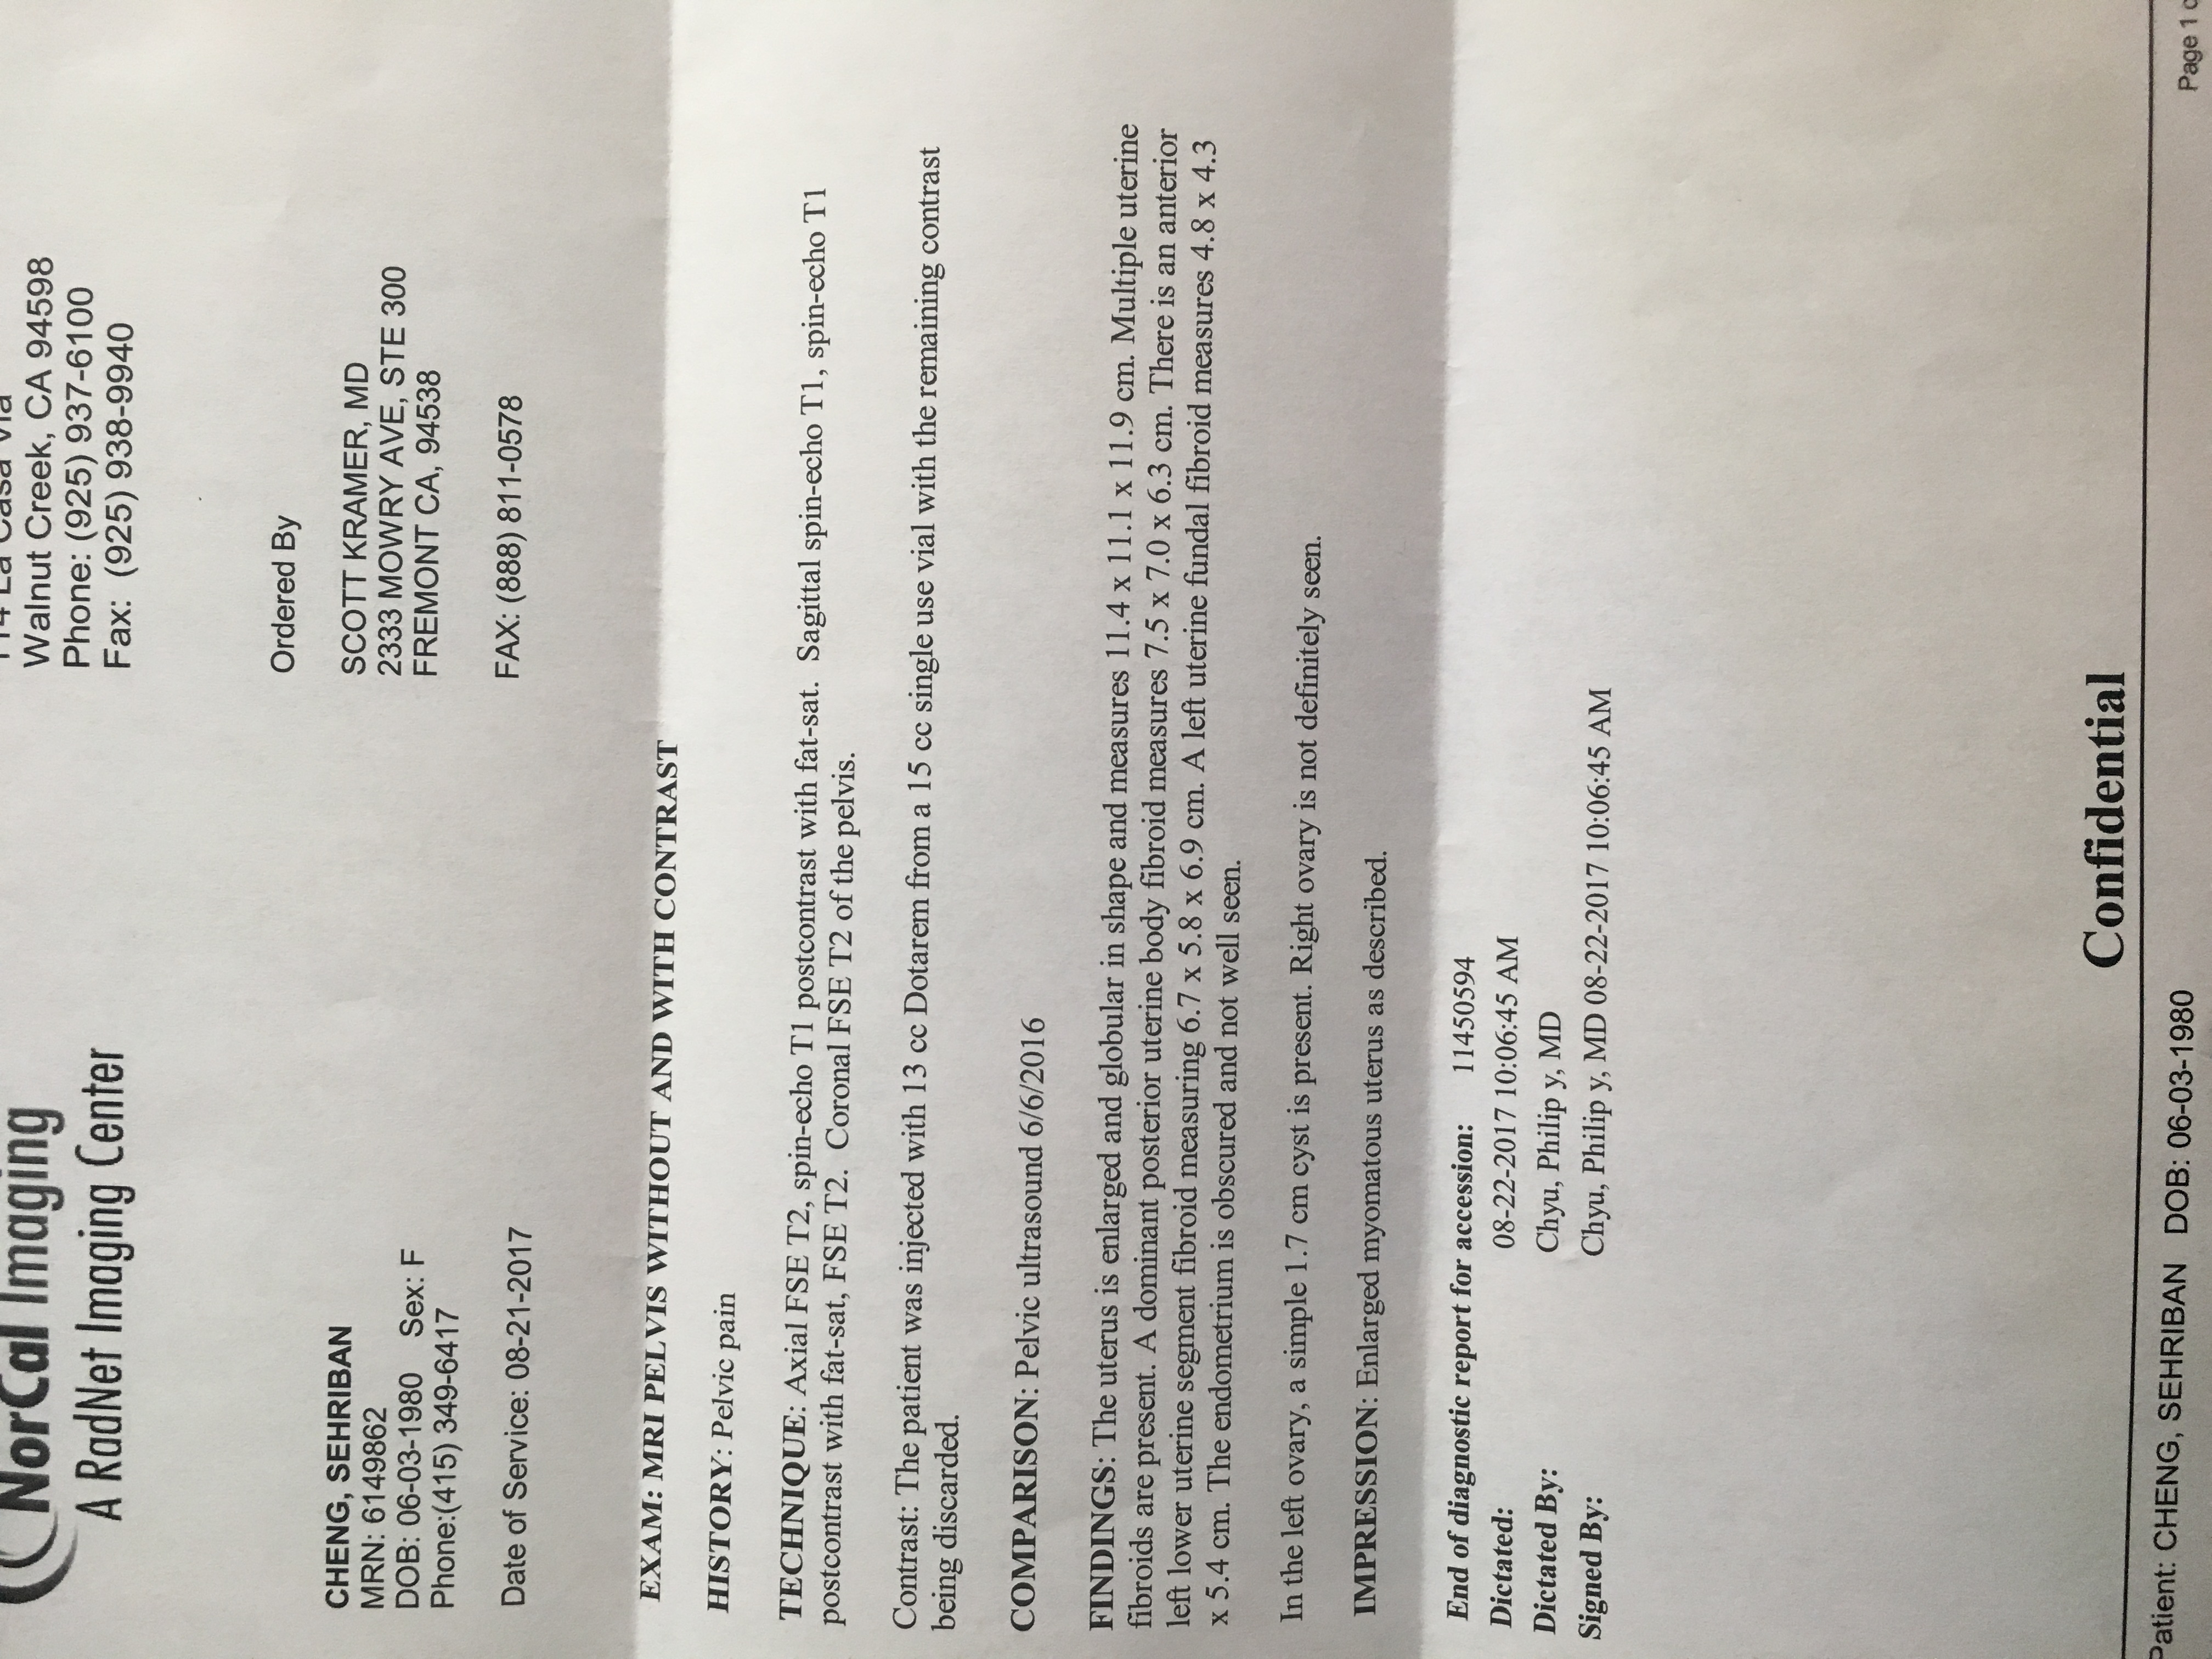 NorCal Imaging
A RadNet Imaging Center
114 La Casa Via
Walnut Creek, CA 94598
Phone: (925) 937-6100
Fax: (925) 938-9940
Ordered By
CHENG, SEHRIBAN
MRN: 6149862
DOB: 06-03-1980 Sex: F
Phone:(415) 349-6417
Date of Service: 08-21-2017
SCOTT KRAMER, MD
2333 MOWRY AVE, STE 300
FREMONT CA, 94538
FAX: (888) 811-0578
EXAM: MRI PELVIS WITHOUT AND WITH CONTRAST
HISTORY: Pelvic pain
TECHNIQUE: Axial FSE T2, spin-echo T1 postcontrast with fat-sat. Sagittal spin-echo T1, spin-echo T1
postcontrast with fat-sat, FSE T2. Coronal FSE T2 of the pelvis.
Contrast: The patient was injected with 13 cc Dotarem from a 15 cc single use vial with the remaining contrast
being discarded.
COMPARISON: Pelvic ultrasound 6/6/2016
FINDINGS: The uterus is enlarged and globular in shape and measures 11.4 x 11.1 x 11.9 cm. Multiple uterine
fibroids are present. A dominant posterior uterine body fibroid measures 7.5 x 7.0 x 6.3 cm. There is an anterior
left lower uterine segment fibroid measuring 6.7 x 5.8 x 6.9 cm. A left uterine fundal fibroid measures 4.8 x 4.3
x 5.4 cm. The endometrium is obscured and not well seen.
In the left ovary, a simple 1.7 cm cyst is present. Right ovary is not definitely seen.
IMPRESSION: Enlarged myomatous uterus as described.
End of diagnostic report for accession: 11450594
Dictated: 08-22-2017 10:06:45 AM
Dictated By: Chyu, Philip y, MD
Signed By: Chyu, Philip y, MD 08-22-2017 10:06:45 AM
Confidential
Patient: CHENG, SEHRIBAN DOB: 06-03-1980
Page 1